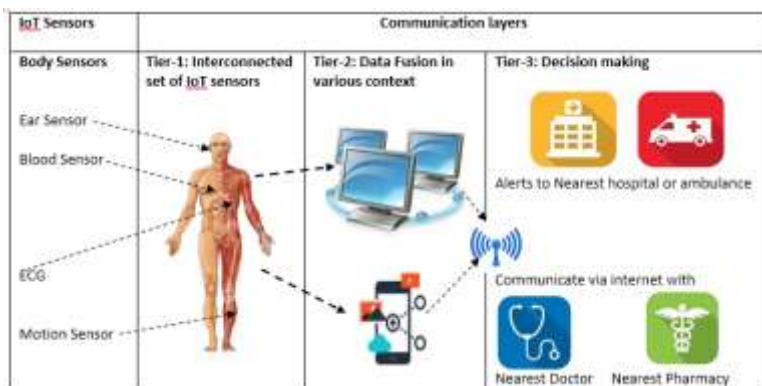 IoT Sensors
Communication layers
Body Sensors
Tier-1: Interconnected
set of IoT sensors
Tier-2: Data Fusion in
various context
Tier-3: Decision making
Ear Sensor
Blood Sensor
ECG
Motion Sensor
Alerts to Nearest hospital or ambulance
Communicate via internet with
Nearest Doctor
Nearest Pharmacy